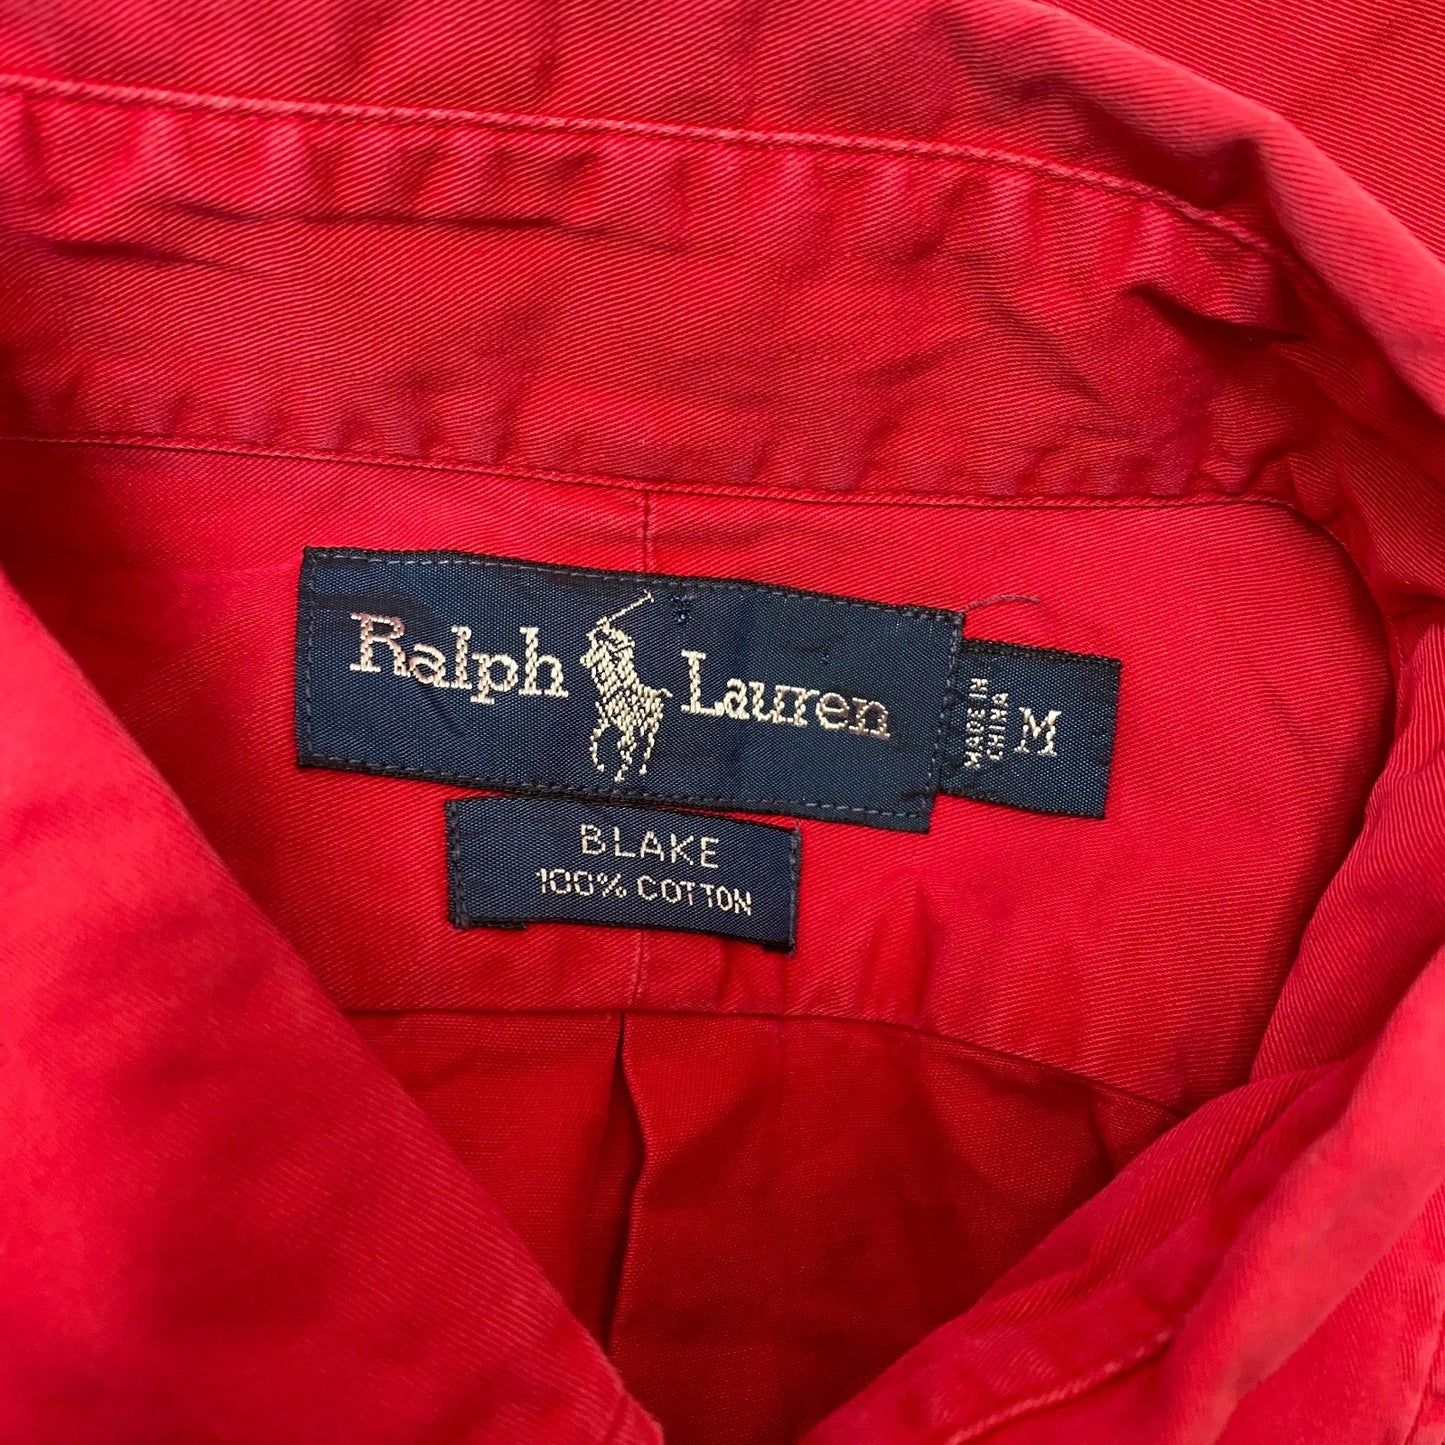 Ralph Lauren
MADE IN
CHINA
M
BLAKE
100% COTTON